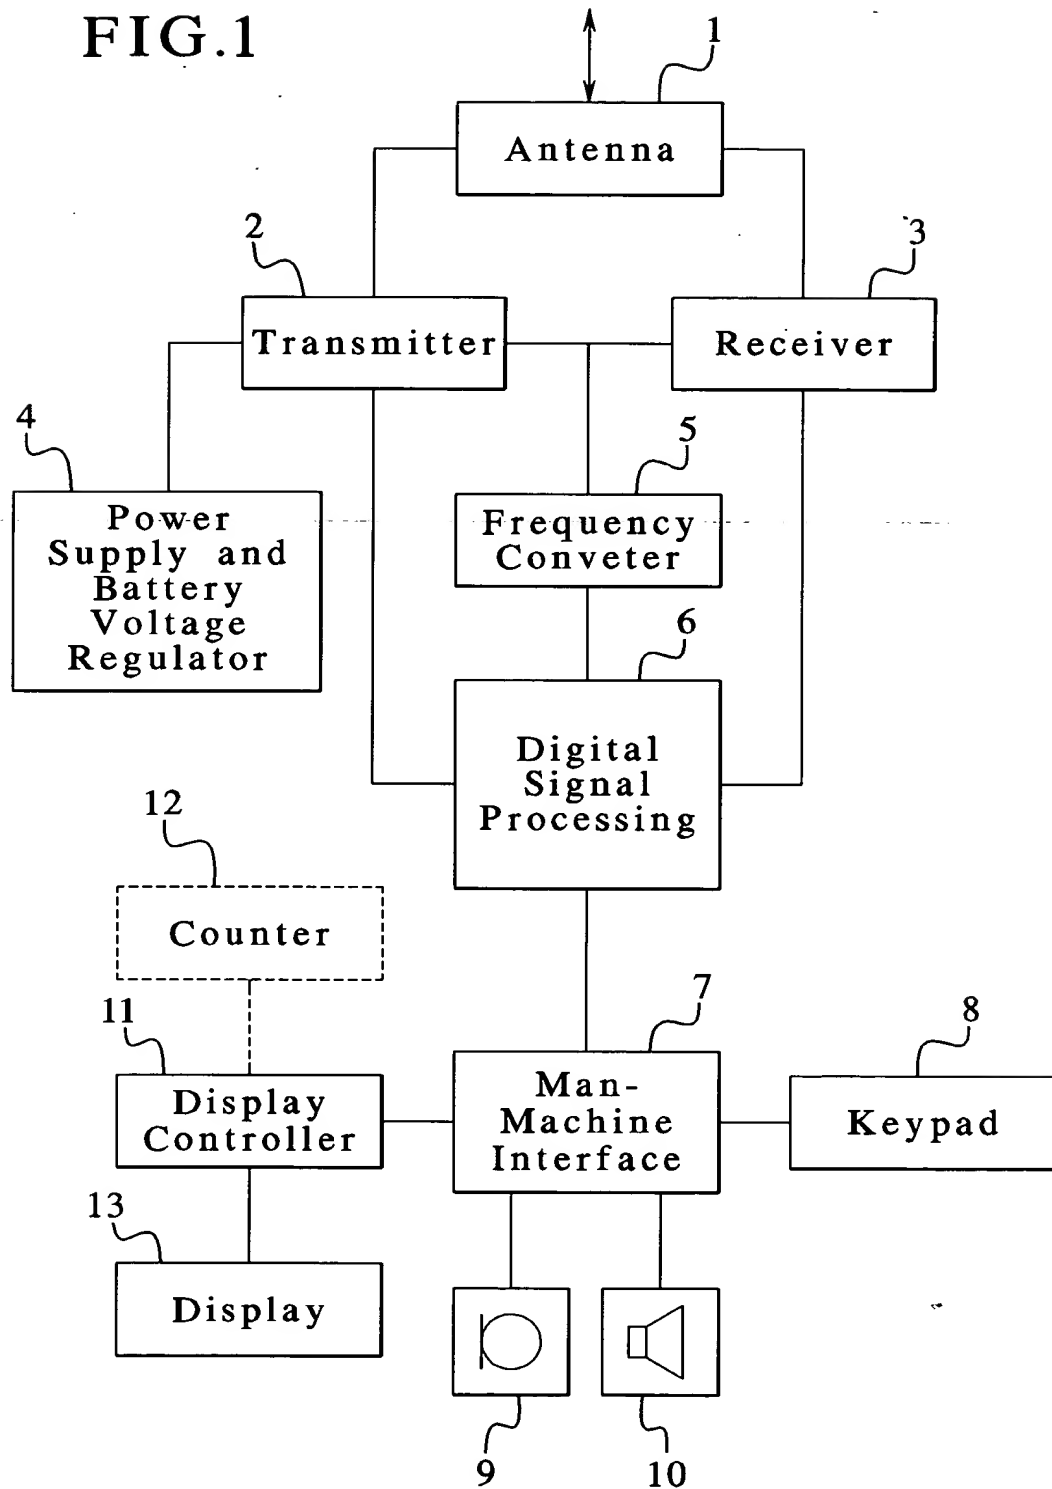 FIG.1
1
Antenna
2
3
Transmitter
Receiver
4
5
Power
Supply and
Battery
Voltage
Regulator
Frequency
Conveter
6
Digital
Signal
Processing
12
Counter
11
7
8
Display
Controller
Man-
Machine
Interface
Keypad
13
Display
9
10